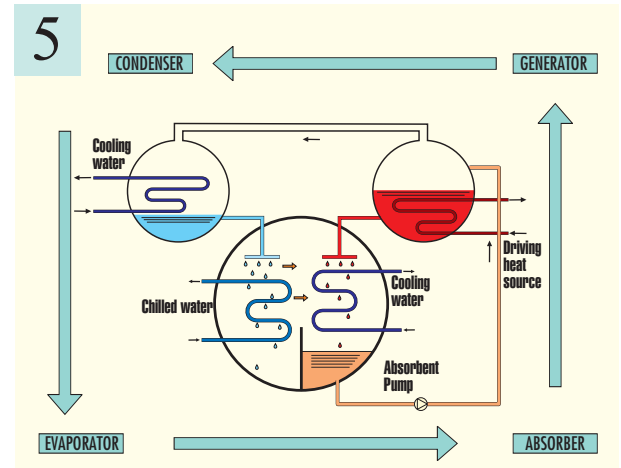 5
CONDENSER
GENERATOR
Cooling
water
Driving
heat
source
Chilled water
Cooling
water
Absorbent
Pump
EVAPORATOR
ABSORBER